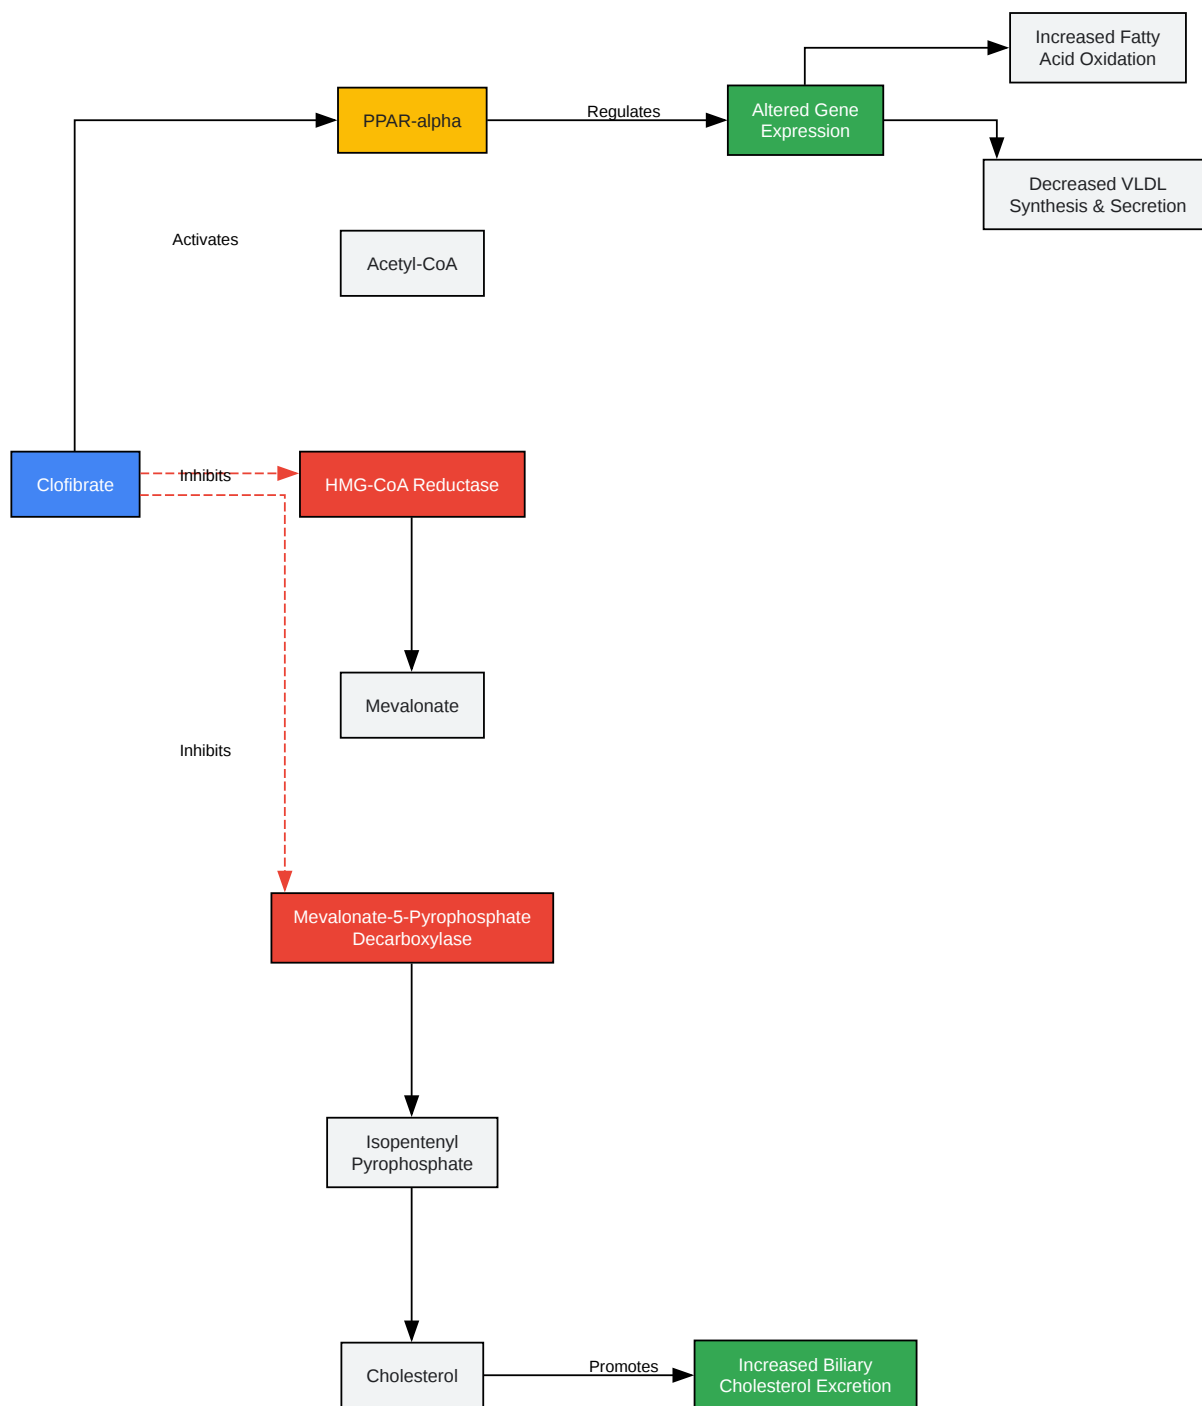 Increased Fatty
Acid Oxidation
PPAR-alpha
Regulates
Altered Gene
Expression
Decreased VLDL
Synthesis & Secretion
Activates
Acetyl-CoA
Clofibrate
Inhibits
HMG-CoA Reductase
Mevalonate
Inhibits
Mevalonate-5-Pyrophosphate
Decarboxylase
Isopentenyl
Pyrophosphate
Cholesterol
Promotes
Increased Biliary
Cholesterol Excretion